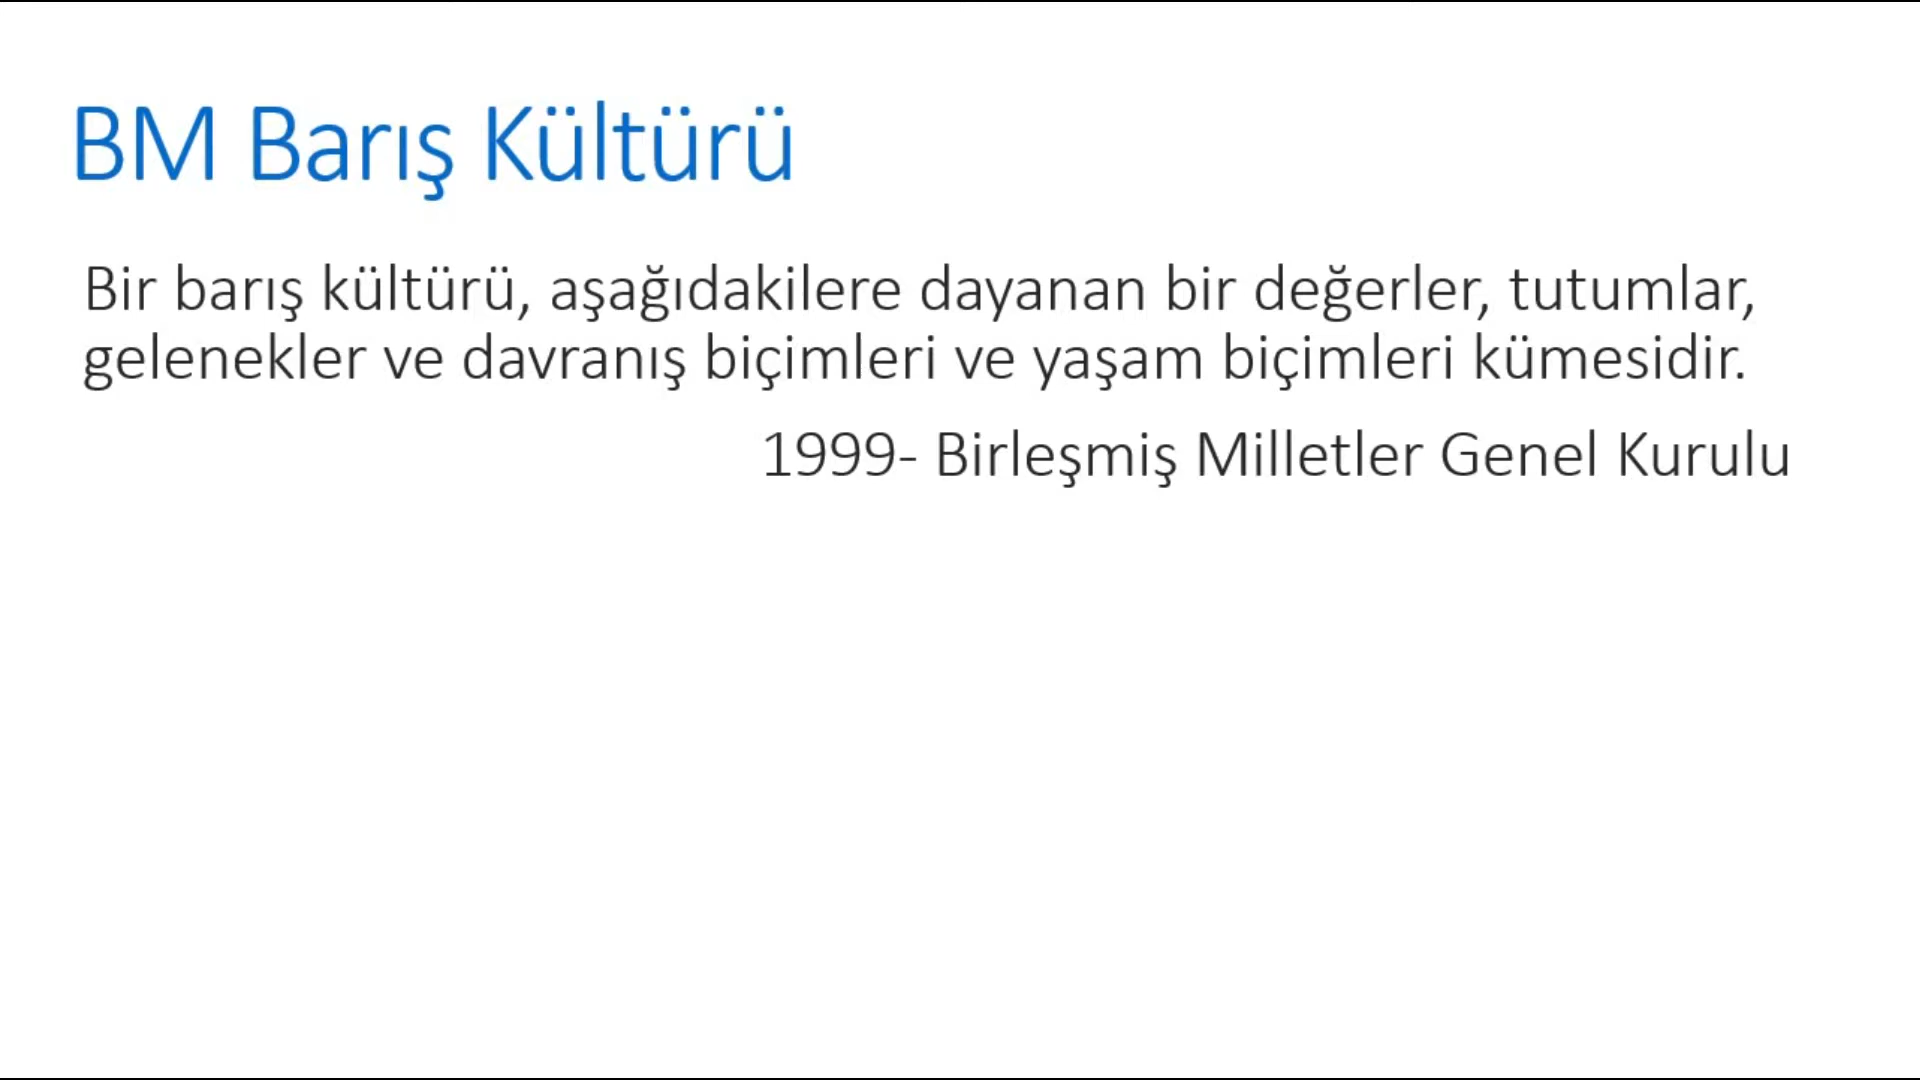 BM Barış Kültürü
Bir barış kültürü, aşağıdakilere dayanan bir değerler, tutumlar,
gelenekler ve davranış biçimleri ve yaşam biçimleri kümesidir.
1999- Birleşmiş Milletler Genel Kurulu